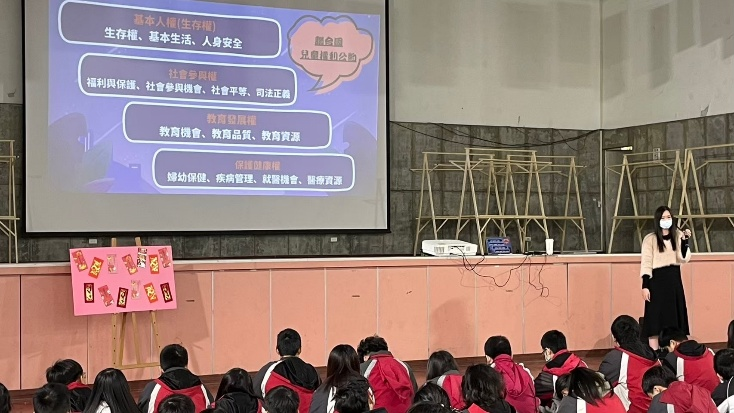 基本人權(生存權)
生存權、基本生活、人身安全
聯合國
兒童權利公約
社會參與權
福利與保護、社會參與機會、社會平等、司法正義
教育發展權
教育機會、教育品質、教育資源
保護健康權
婦幼保健、疾病管理、就醫機會、醫療資源